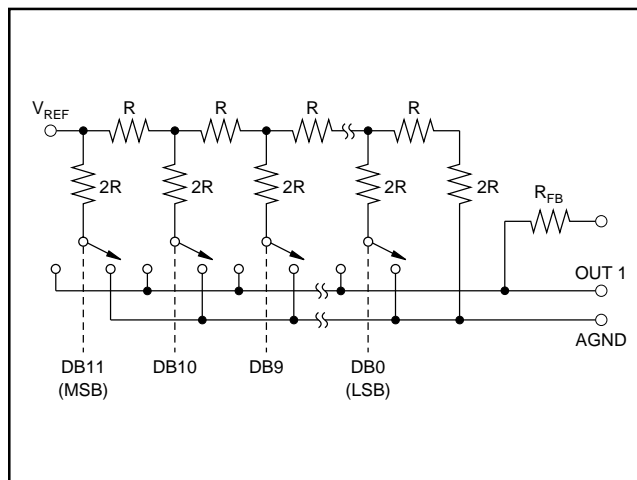 R R R R
V_REF
2R 2R 2R 2R 2R
R_FB
OUT 1
AGND
DB11 DB10 DB9 DB0
(MSB) (LSB)